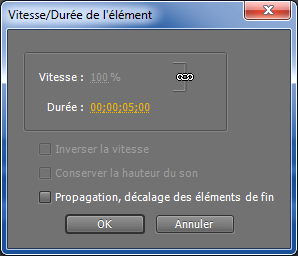 Vitesse/Durée de l'élément
Vitesse : 100 %
Durée : 00;00;05;00
Inverser la vitesse
Conserver la hauteur du son
Propagation, décalage des éléments de fin
OK Annuler